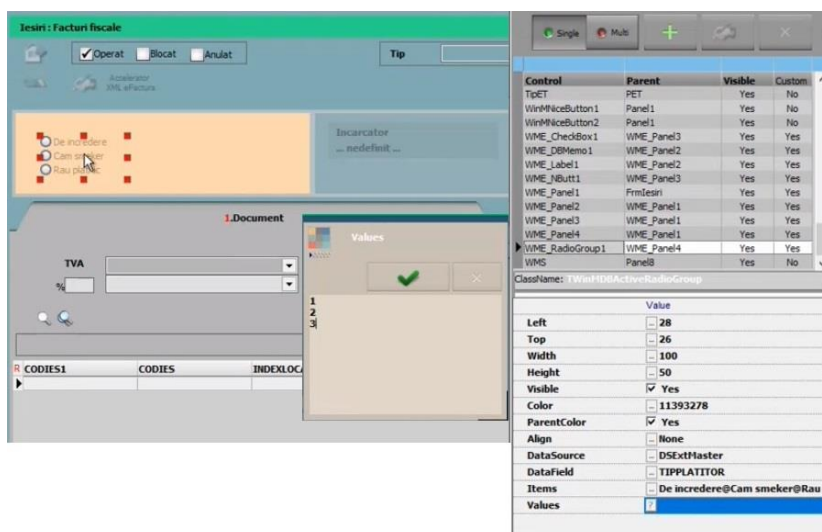 Iesiri : Facturi fiscale
Operat Blocat Anulat
Tip
Accelerator
XML eFactura
De incredere
Cam smeker
Rau platnic
Incarcator
... nedefinit ...
1.Document
TVA
%
Values
1
2
3
R CODIES1 CODIES INDEXLOCA
Single Multi
Control Parent Visible Custom
TipET PET Yes No
WinMNiceButton1 Panel1 Yes No
WinMNiceButton2 Panel1 Yes No
WME_CheckBox1 WME_Panel3 Yes Yes
WME_DBMemo1 WME_Panel2 Yes Yes
WME_Label1 WME_Panel2 Yes Yes
WME_NButt1 WME_Panel3 Yes Yes
WME_Panel1 FrmIesiri Yes Yes
WME_Panel2 WME_Panel1 Yes Yes
WME_Panel3 WME_Panel1 Yes Yes
WME_Panel4 WME_Panel1 Yes Yes
WME_RadioGroup1 WME_Panel4 Yes Yes
WMS Panel8 Yes No
ClassName: TWinMDBActiveRadioGroup
Value
Left ... 28
Top ... 26
Width ... 100
Height ... 50
Visible Yes
Color ... 11393278
ParentColor Yes
Align ... None
DataSource ... DSExtMaster
DataField ... TIPPLATITOR
Items ... De incredere@Cam smeker@Rau
Values ?